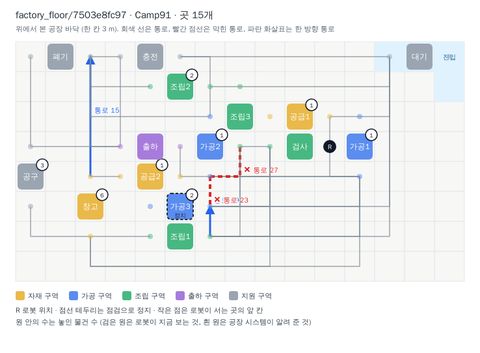 factory_floor/7503e8fc97 · Camp91 · 곳 15개
위에서 본 공장 바닥 (한 칸 3 m). 회색 선은 통로, 빨간 점선은 막힌 통로, 파란 화살표는 한 방향 통로
폐기
충전
대기
진입
조립2
2
통로 15
조립3
공급1
1
출하
가공2
1
검사
R
가공1
1
공구
3
공급2
1
✖ 통로 27
창고
6
가공3
2
✖ 통로 23
조립1
자재 구역
가공 구역
조립 구역
출하 구역
지원 구역
R 로봇 위치 · 점선 테두리는 점검으로 정지 · 작은 점은 로봇이 서는 곳의 앞 칸
원 안의 수는 놓인 물건 수 (검은 원은 로봇이 지금 보는 것, 흰 원은 공장 시스템이 알려 준 것)